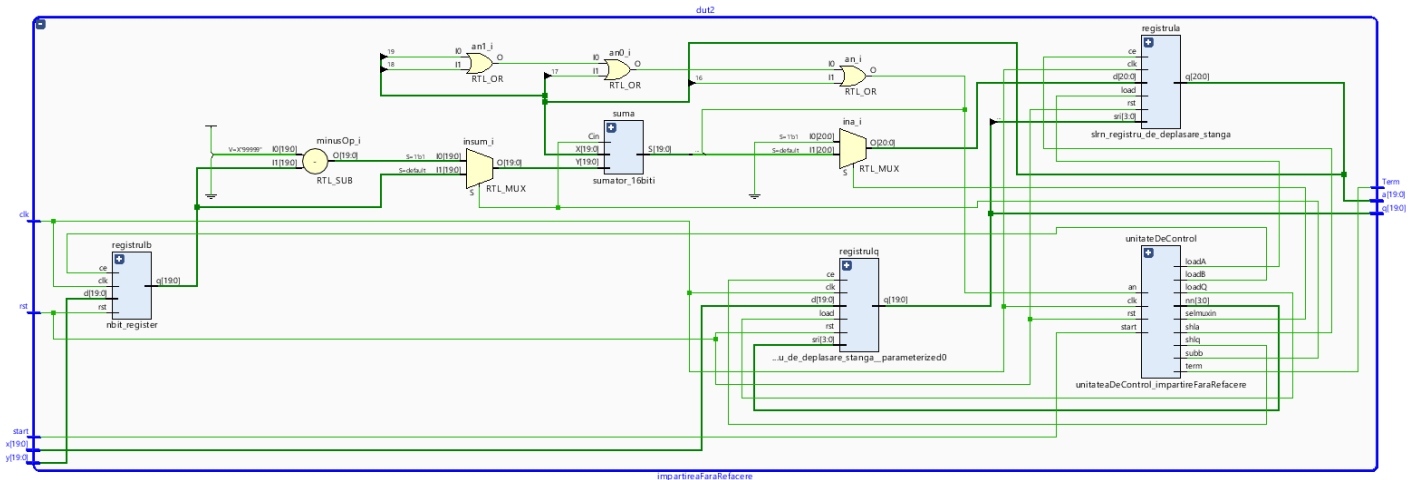 dut2
registrula
ce
clk
d[20:0]
load
rst
sri[3:0]
q[20:0]
slrn_registru_de_deplasare_stanga
19
18
I0
I1
an1_i
O
RTL_OR
17
I0
I1
an0_i
O
RTL_OR
16
I0
I1
an_i
O
RTL_OR
V=X"99999"
I0[19:0]
I1[19:0]
minusOp_i
-
O[19:0]
RTL_SUB
S=1'b1
S=default
I0[19:0]
I1[19:0]
insum_i
O[19:0]
S
RTL_MUX
suma
Cin
X[19:0]
Y[19:0]
S[19:0]
sumator_16biti
...
S=1'b1
S=default
I0[20:0]
I1[20:0]
ina_i
O[20:0]
S
RTL_MUX
...
Term
a[19:0]
q[19:0]
clk
rst
start
x[19:0]
y[19:0]
registrulb
ce
clk
d[19:0]
rst
q[19:0]
nbit_register
registrulq
ce
clk
d[19:0]
load
rst
sri[3:0]
q[19:0]
...u_de_deplasare_stanga__parameterized0
unitateDeControl
an
clk
rst
start
loadA
loadB
loadQ
nn[3:0]
selmuxin
shla
shlq
subb
term
unitateaDeControl_impartireFaraRefacere
impartireaFaraRefacere